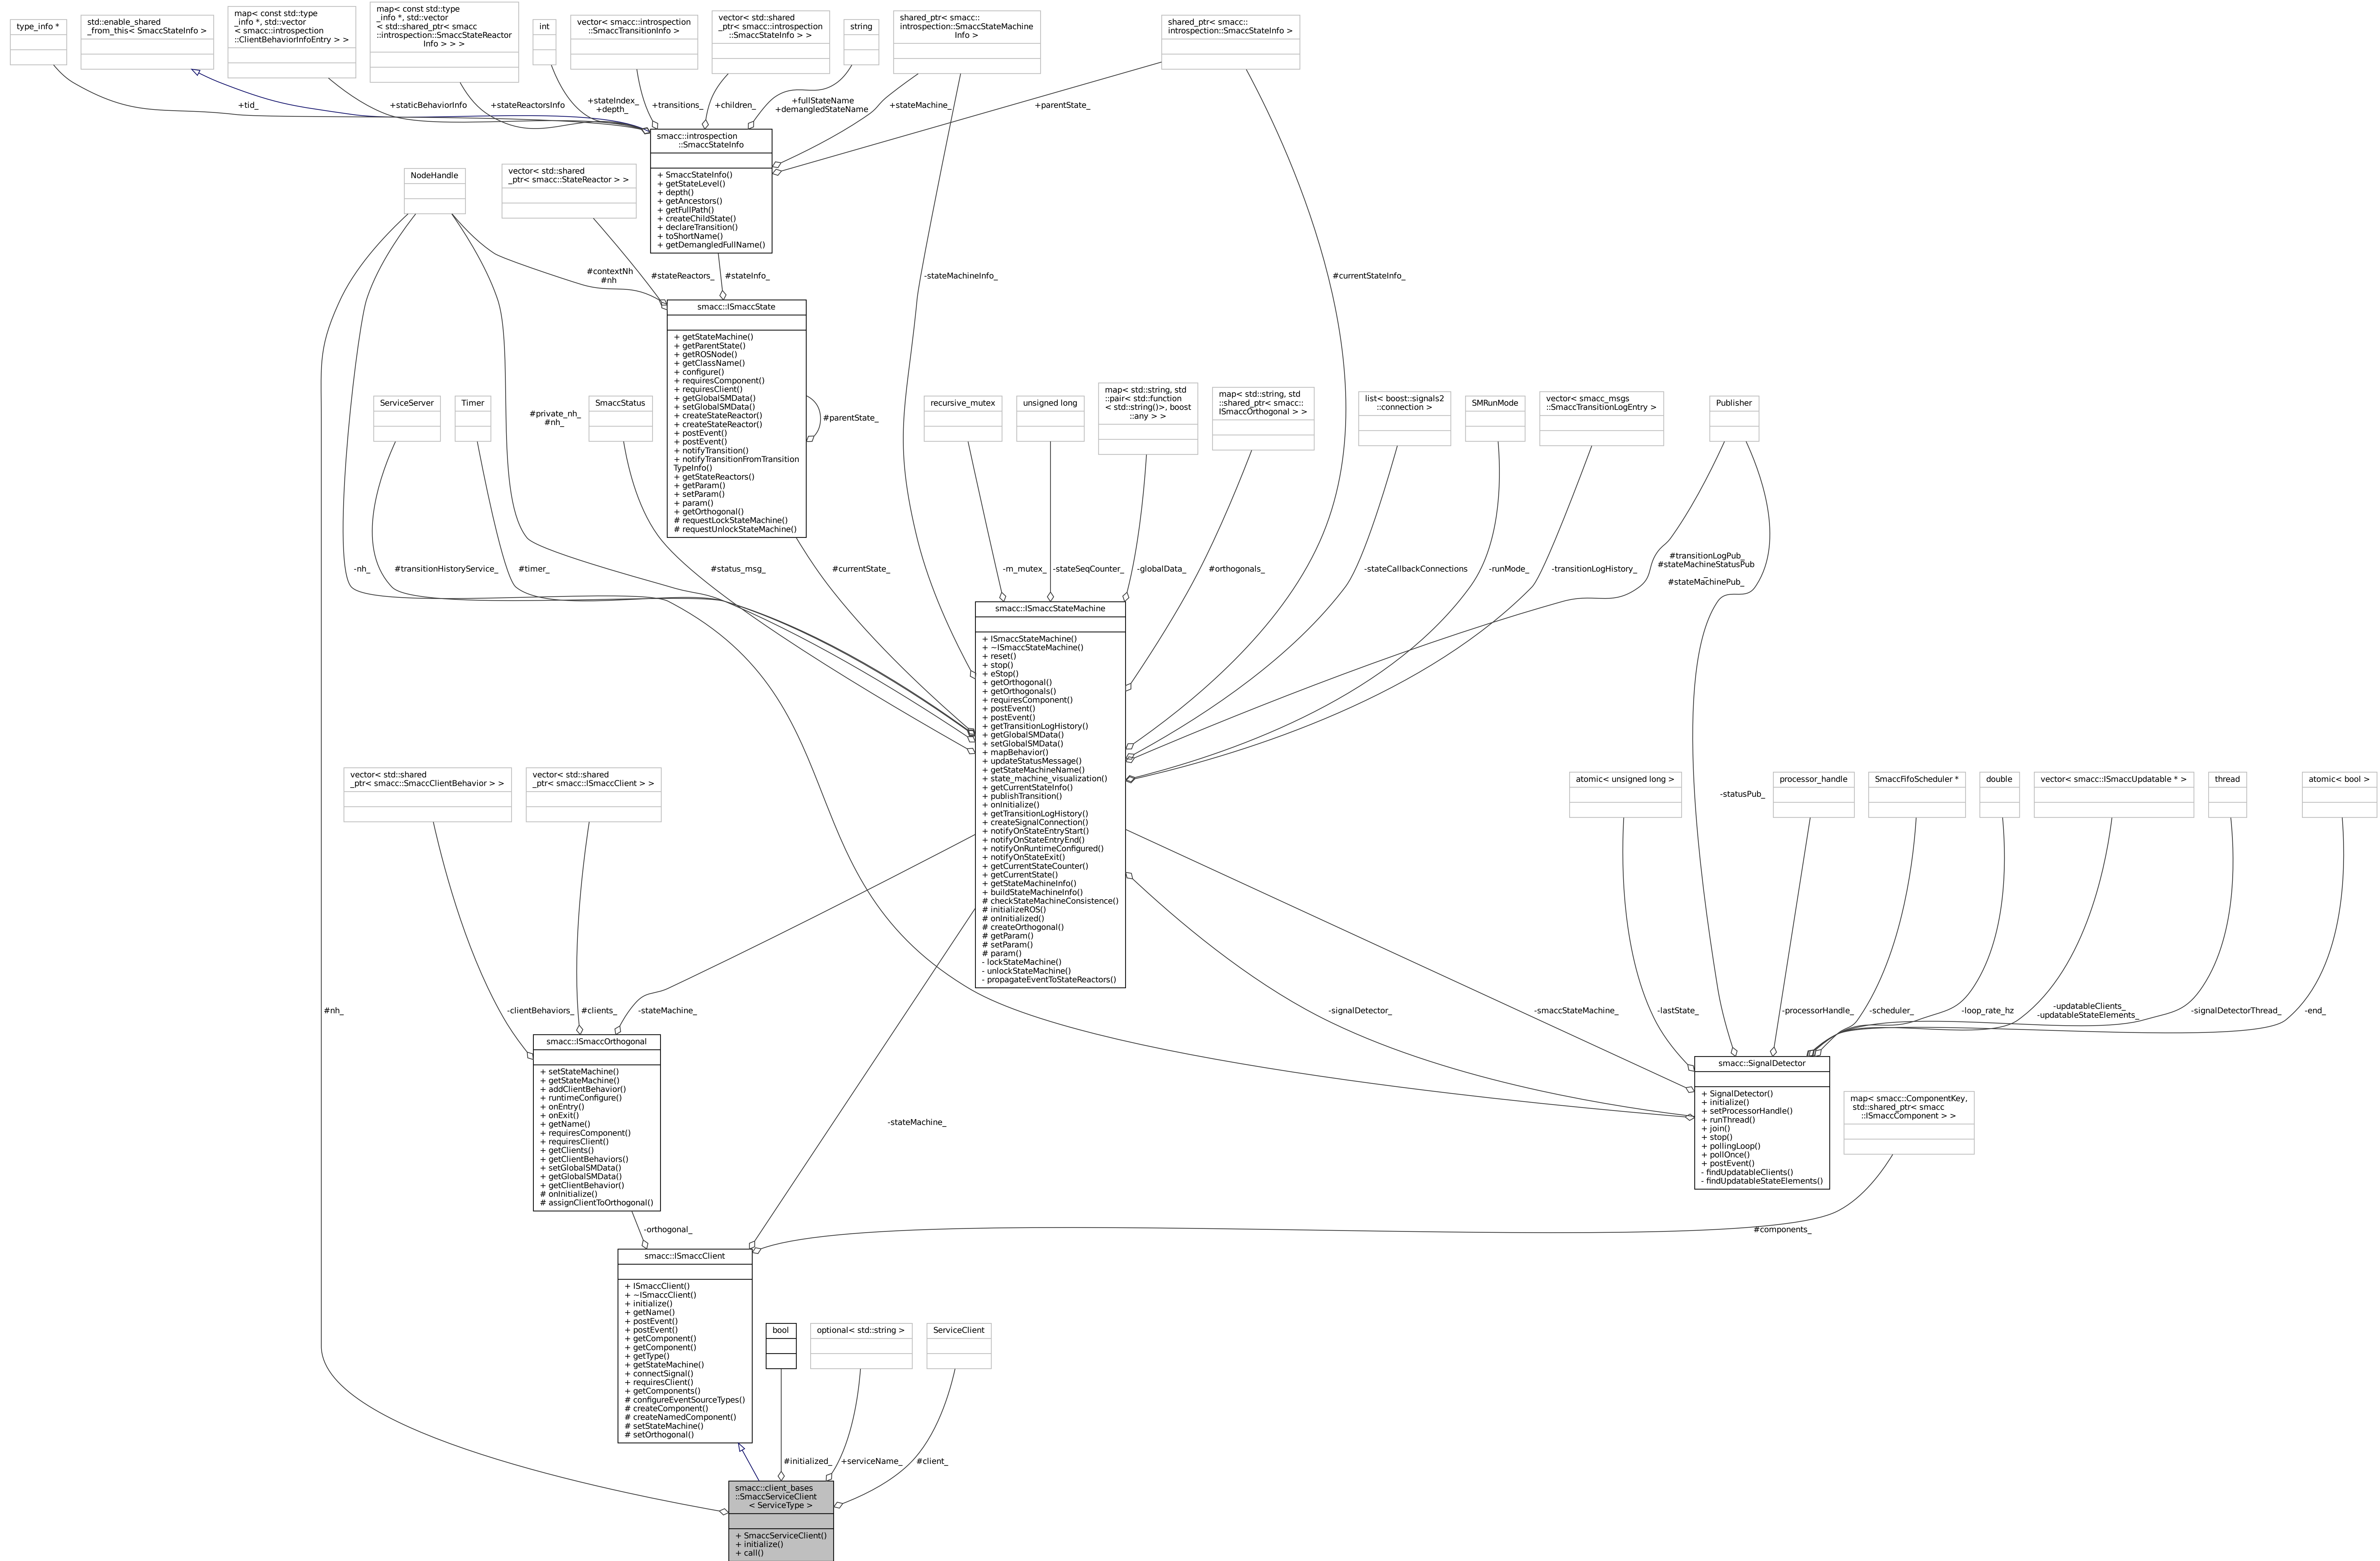 type_info *
std::enable_shared
_from_this< SmaccStateInfo >
map< const std::type
_info *, std::vector
< smacc::introspection
::ClientBehaviorInfoEntry > >
map< const std::type
_info *, std::vector
< std::shared_ptr< smacc
::introspection::SmaccStateReactor
Info > > >
int
vector< smacc::introspection
::SmaccTransitionInfo >
vector< std::shared
_ptr< smacc::introspection
::SmaccStateInfo > >
string
shared_ptr< smacc::
introspection::SmaccStateMachine
Info >
shared_ptr< smacc::
introspection::SmaccStateInfo >
+tid_
+staticBehaviorInfo
+stateReactorsInfo
+stateIndex_
+depth_
+transitions_
+children_
+fullStateName
+demangledStateName
+stateMachine_
+parentState_
smacc::introspection
::SmaccStateInfo
+ SmaccStateInfo()
+ getStateLevel()
+ depth()
+ getAncestors()
+ getFullPath()
+ createChildState()
+ declareTransition()
+ toShortName()
+ getDemangledFullName()
NodeHandle
vector< std::shared
_ptr< smacc::StateReactor > >
#contextNh
#nh
#stateReactors_
#stateInfo_
-stateMachineInfo_
#currentStateInfo_
smacc::ISmaccState
+ getStateMachine()
+ getParentState()
+ getROSNode()
+ getClassName()
+ configure()
+ requiresComponent()
+ requiresClient()
+ getGlobalSMData()
+ setGlobalSMData()
+ createStateReactor()
+ createStateReactor()
+ postEvent()
+ postEvent()
+ notifyTransition()
+ notifyTransitionFromTransition
TypeInfo()
+ getStateReactors()
+ getParam()
+ setParam()
+ param()
+ getOrthogonal()
# requestLockStateMachine()
# requestUnlockStateMachine()
#parentState_
ServiceServer
Timer
#private_nh_
#nh_
SmaccStatus
recursive_mutex
unsigned long
map< std::string, std
::pair< std::function
< std::string()>, boost
::any > >
map< std::string, std
::shared_ptr< smacc::
ISmaccOrthogonal > >
list< boost::signals2
::connection >
SMRunMode
vector< smacc_msgs
::SmaccTransitionLogEntry >
Publisher
-nh_
#transitionHistoryService_
#timer_
#status_msg_
#currentState_
-m_mutex_
-stateSeqCounter_
-globalData_
#orthogonals_
-stateCallbackConnections
-runMode_
-transitionLogHistory_
#transitionLogPub_
#stateMachineStatusPub
_
#stateMachinePub_
smacc::ISmaccStateMachine
+ ISmaccStateMachine()
+ ~ISmaccStateMachine()
+ reset()
+ stop()
+ eStop()
+ getOrthogonal()
+ getOrthogonals()
+ requiresComponent()
+ postEvent()
+ postEvent()
+ getTransitionLogHistory()
+ getGlobalSMData()
+ setGlobalSMData()
+ mapBehavior()
+ updateStatusMessage()
+ getStateMachineName()
+ state_machine_visualization()
+ getCurrentStateInfo()
+ publishTransition()
+ onInitialize()
+ getTransitionLogHistory()
+ createSignalConnection()
+ notifyOnStateEntryStart()
+ notifyOnStateEntryEnd()
+ notifyOnRuntimeConfigured()
+ notifyOnStateExit()
+ getCurrentStateCounter()
+ getCurrentState()
+ getStateMachineInfo()
+ buildStateMachineInfo()
# checkStateMachineConsistence()
# initializeROS()
# onInitialized()
# createOrthogonal()
# getParam()
# setParam()
# param()
- lockStateMachine()
- unlockStateMachine()
- propagateEventToStateReactors()
vector< std::shared
_ptr< smacc::SmaccClientBehavior > >
vector< std::shared
_ptr< smacc::ISmaccClient > >
atomic< unsigned long >
-statusPub_
processor_handle
SmaccFifoScheduler *
double
vector< smacc::ISmaccUpdatable * >
thread
atomic< bool >
#nh_
-clientBehaviors_
#clients_
-stateMachine_
-signalDetector_
-smaccStateMachine_
-lastState_
-processorHandle_
-scheduler_
-loop_rate_hz
-updatableClients_
-updatableStateElements_
-signalDetectorThread_
-end_
smacc::ISmaccOrthogonal
+ setStateMachine()
+ getStateMachine()
+ addClientBehavior()
+ runtimeConfigure()
+ onEntry()
+ onExit()
+ getName()
+ requiresComponent()
+ requiresClient()
+ getClients()
+ getClientBehaviors()
+ setGlobalSMData()
+ getGlobalSMData()
+ getClientBehavior()
# onInitialize()
# assignClientToOrthogonal()
-stateMachine_
smacc::SignalDetector
+ SignalDetector()
+ initialize()
+ setProcessorHandle()
+ runThread()
+ join()
+ stop()
+ pollingLoop()
+ pollOnce()
+ postEvent()
- findUpdatableClients()
- findUpdatableStateElements()
map< smacc::ComponentKey,
std::shared_ptr< smacc
::ISmaccComponent > >
-orthogonal_
#components_
smacc::ISmaccClient
+ ISmaccClient()
+ ~ISmaccClient()
+ initialize()
+ getName()
+ postEvent()
+ postEvent()
+ getComponent()
+ getComponent()
+ getType()
+ getStateMachine()
+ connectSignal()
+ requiresClient()
+ getComponents()
# configureEventSourceTypes()
# createComponent()
# createNamedComponent()
# setStateMachine()
# setOrthogonal()
bool
optional< std::string >
ServiceClient
#initialized_
+serviceName_
#client_
smacc::client_bases
::SmaccServiceClient
< ServiceType >
+ SmaccServiceClient()
+ initialize()
+ call()